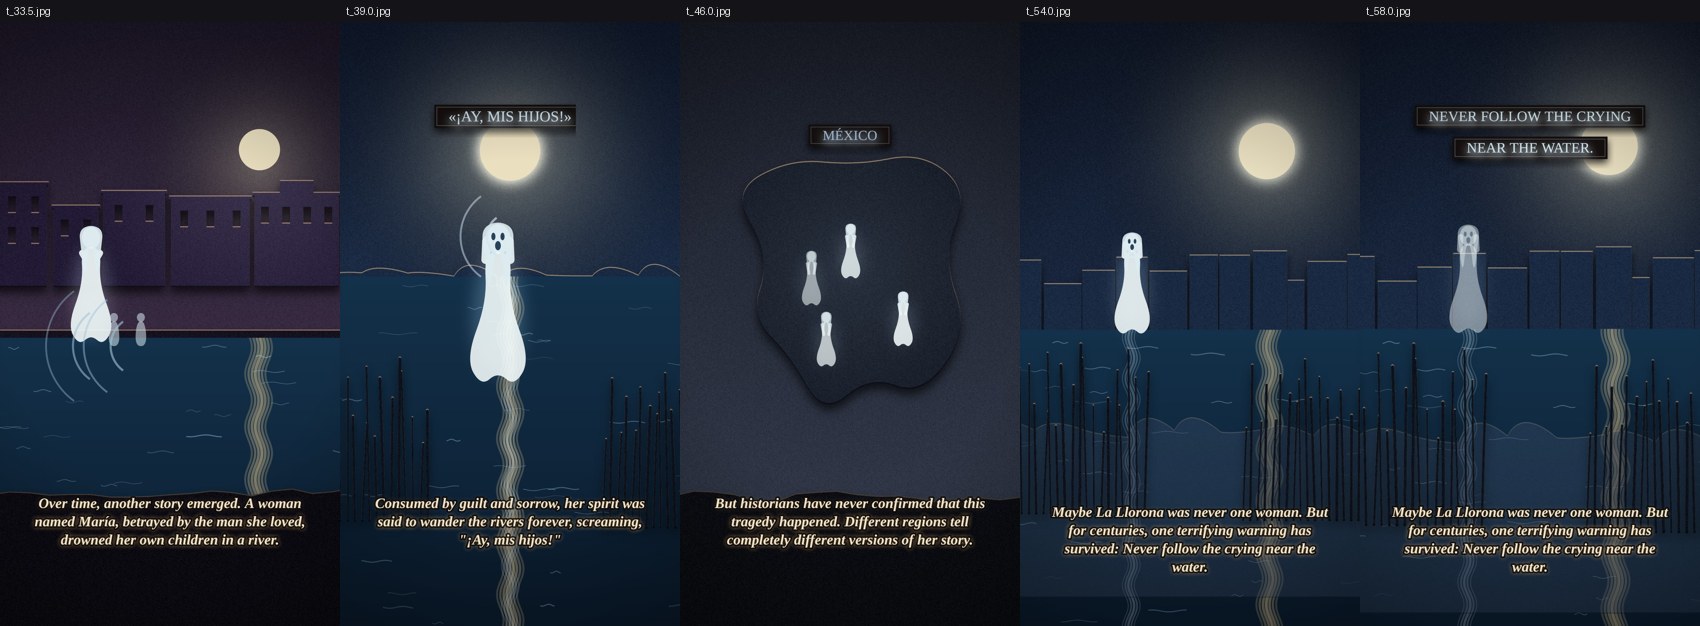 t_33.5.jpg
Over time, another story emerged. A woman
named María, betrayed by the man she loved,
drowned her own children in a river.
t_39.0.jpg
«¡AY, MIS HIJOS!»
Consumed by guilt and sorrow, her spirit was
said to wander the rivers forever, screaming,
"¡Ay, mis hijos!"
t_46.0.jpg
MÉXICO
But historians have never confirmed that this
tragedy happened. Different regions tell
completely different versions of her story.
t_54.0.jpg
Maybe La Llorona was never one woman. But
for centuries, one terrifying warning has
survived: Never follow the crying near the
water.
t_58.0.jpg
NEVER FOLLOW THE CRYING
NEAR THE WATER.
Maybe La Llorona was never one woman. But
for centuries, one terrifying warning has
survived: Never follow the crying near the
water.